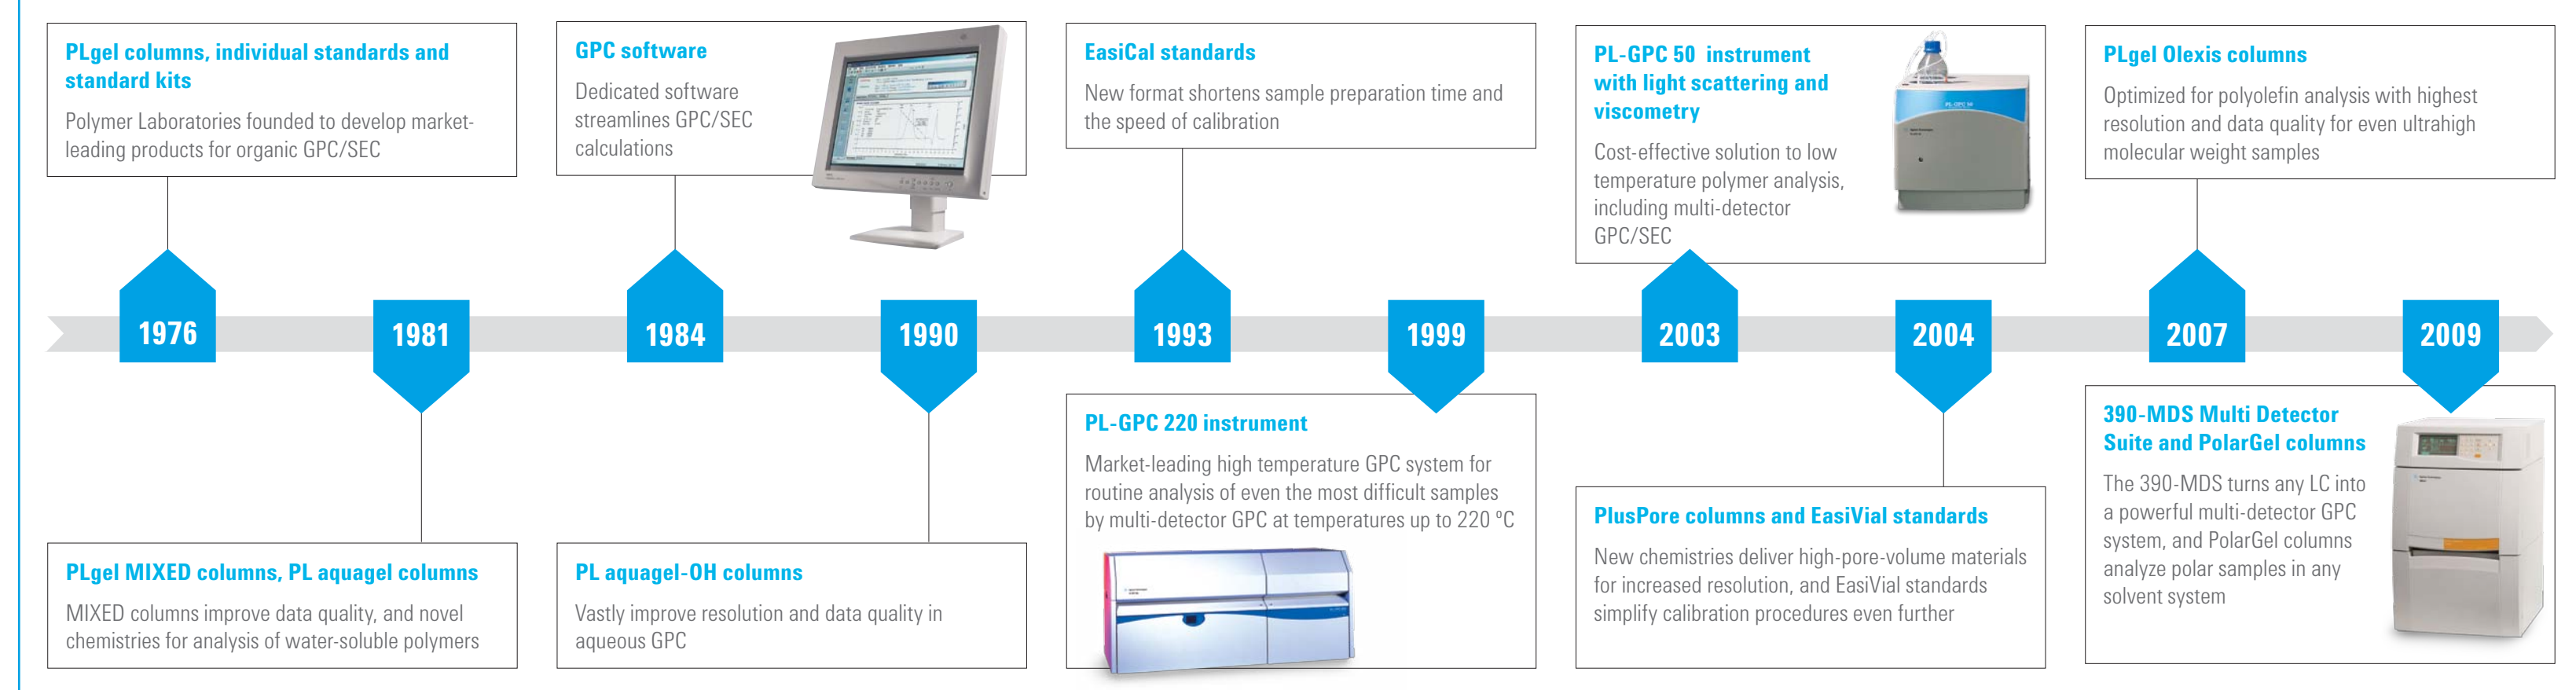 PLgel columns, individual standards and
standard kits
Polymer Laboratories founded to develop market-
leading products for organic GPC/SEC
GPC software
Dedicated software
streamlines GPC/SEC
calculations
EasiCal standards
New format shortens sample preparation time and
the speed of calibration
PL-GPC 50 instrument
with light scattering and
viscometry
Cost-effective solution to low
temperature polymer analysis,
including multi-detector
GPC/SEC
PL-GPC 50
PLgel Olexis columns
Optimized for polyolefin analysis with highest
resolution and data quality for even ultrahigh
molecular weight samples
1976
1981
1984
1990
1993
1999
2003
2004
2007
2009
PLgel MIXED columns, PL aquagel columns
MIXED columns improve data quality, and novel
chemistries for analysis of water-soluble polymers
PL aquagel-OH columns
Vastly improve resolution and data quality in
aqueous GPC
PL-GPC 220 instrument
Market-leading high temperature GPC system for
routine analysis of even the most difficult samples
by multi-detector GPC at temperatures up to 220 ºC
PlusPore columns and EasiVial standards
New chemistries deliver high-pore-volume materials
for increased resolution, and EasiVial standards
simplify calibration procedures even further
390-MDS Multi Detector
Suite and PolarGel columns
The 390-MDS turns any LC into
a powerful multi-detector GPC
system, and PolarGel columns
analyze polar samples in any
solvent system